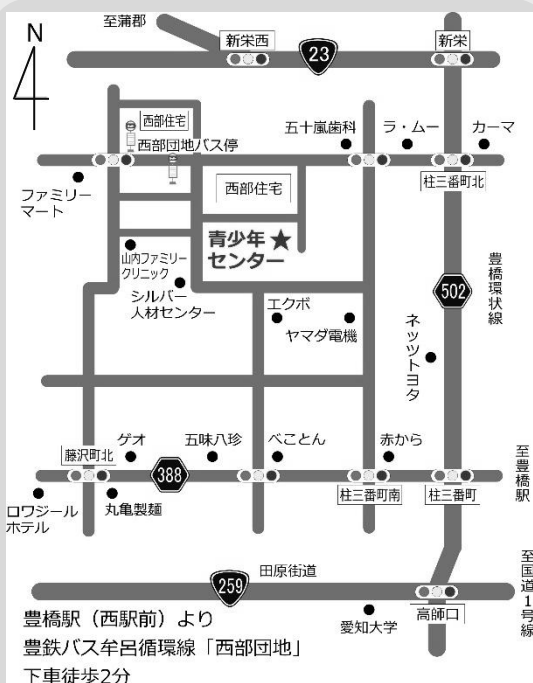 至蒲郡
N
新栄西
23
新栄
西部住宅
西部団地バス停
五十嵐歯科
ラ・ムー
カーマ
ファミリー
マート
西部住宅
柱三番町北
青少年
センター
山内ファミリー
クリニック
シルバー
人材センター
エクボ
ヤマダ電機
豊橋環状線
502
ネッツトヨタ
藤沢町北
ゲオ
五味八珍
べことん
赤から
388
至豊橋駅
ロワジール
ホテル
丸亀製麺
柱三番町南
柱三番町
259
田原街道
至国道1号線
高師口
愛知大学
豊橋駅（西駅前）より
豊鉄バス牟呂循環線「西部団地」
下車徒歩2分